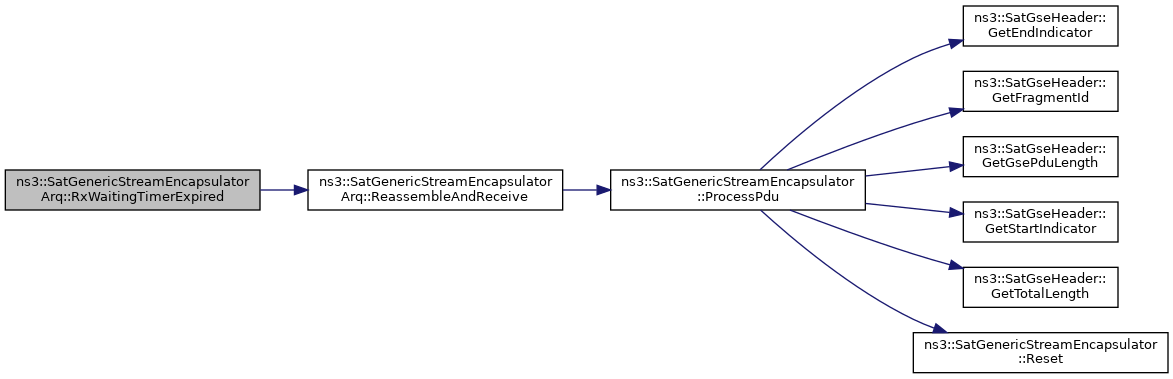 ns3::SatGenericStreamEncapsulator
Arq::RxWaitingTimerExpired
ns3::SatGenericStreamEncapsulator
Arq::ReassembleAndReceive
ns3::SatGenericStreamEncapsulator
::ProcessPdu
ns3::SatGseHeader::
GetEndIndicator
ns3::SatGseHeader::
GetFragmentId
ns3::SatGseHeader::
GetGsePduLength
ns3::SatGseHeader::
GetStartIndicator
ns3::SatGseHeader::
GetTotalLength
ns3::SatGenericStreamEncapsulator
::Reset